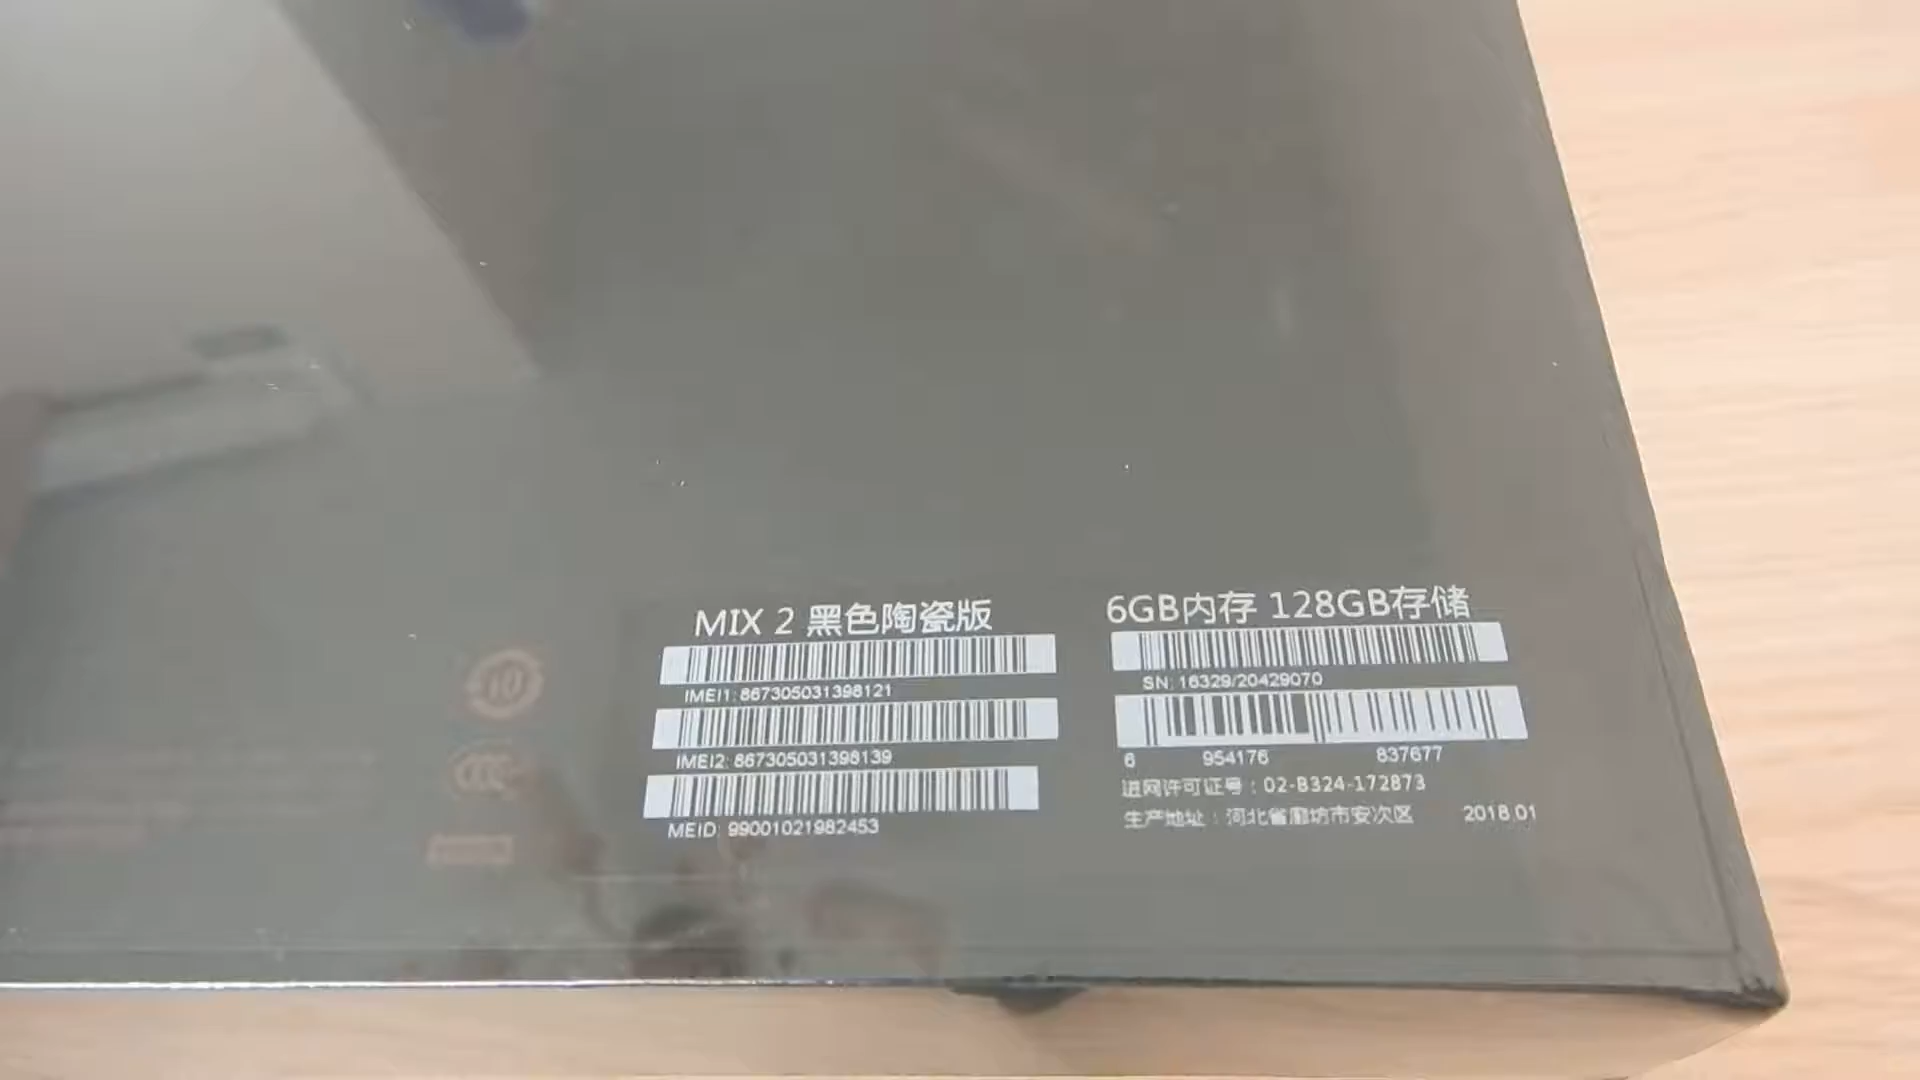 MIX 2 黑色陶瓷版
IMEI1: 867305031398121
IMEI2: 867305031398139
MEID: 99001021982453
6GB内存 128GB存储
SN: 16329/20429070
6 954176 837677
进网许可证号：02-B324-172873
生产地址：河北省廊坊市安次区 2018.01
10